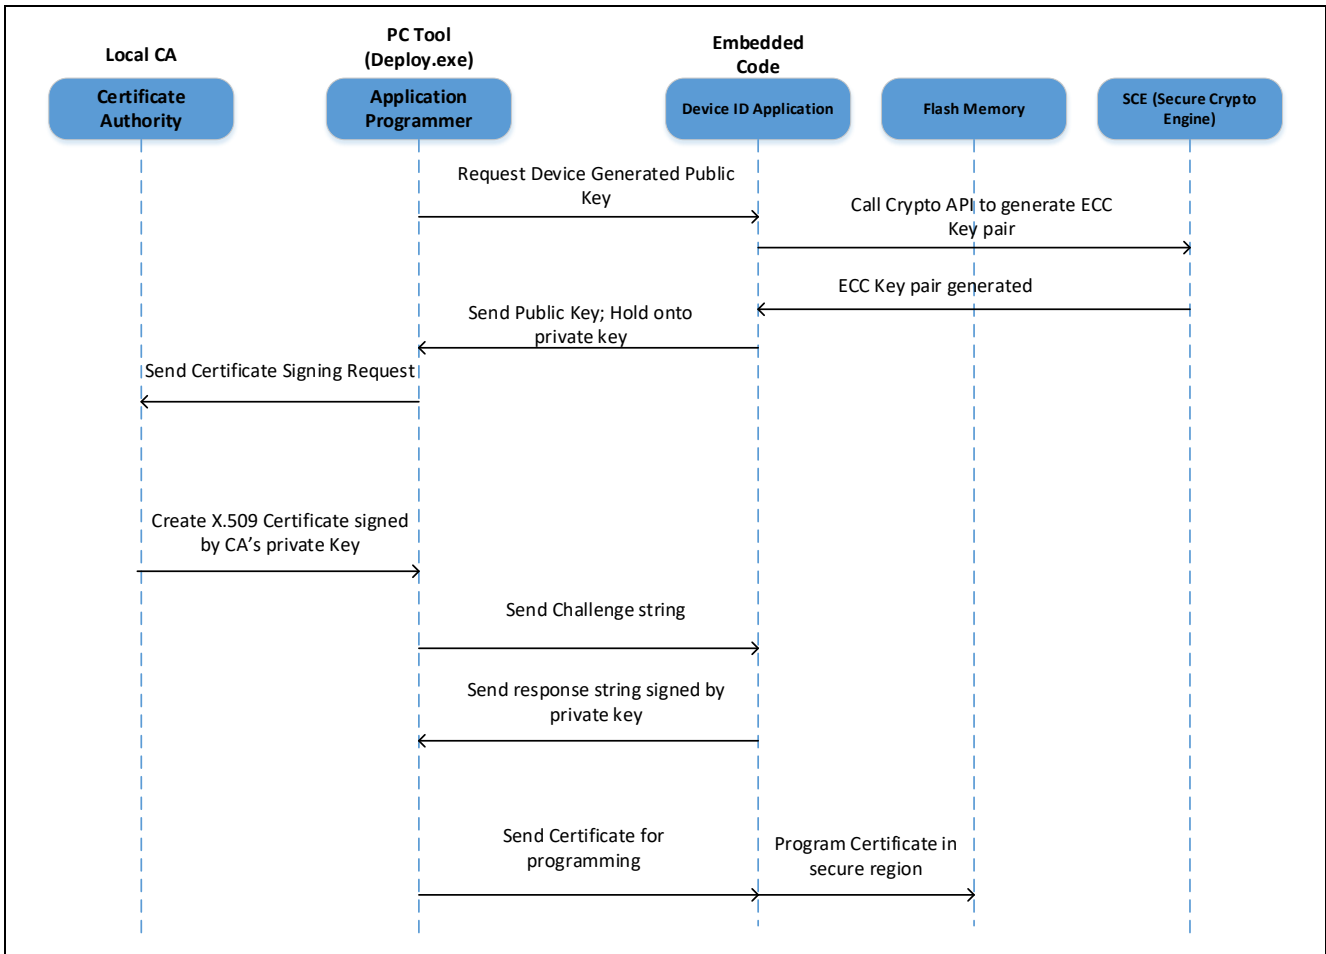 Local CA
PC Tool
(Deploy.exe)
Embedded
Code
Certificate
Authority
Application
Programmer
Device ID Application
Flash Memory
SCE (Secure Crypto
Engine)
Request Device Generated Public
Key
Call Crypto API to generate ECC
Key pair
ECC Key pair generated
Send Public Key; Hold onto
private key
Send Certificate Signing Request
Create X.509 Certificate signed
by CA’s private Key
Send Challenge string
Send response string signed by
private key
Send Certificate for
programming
Program Certificate in
secure region